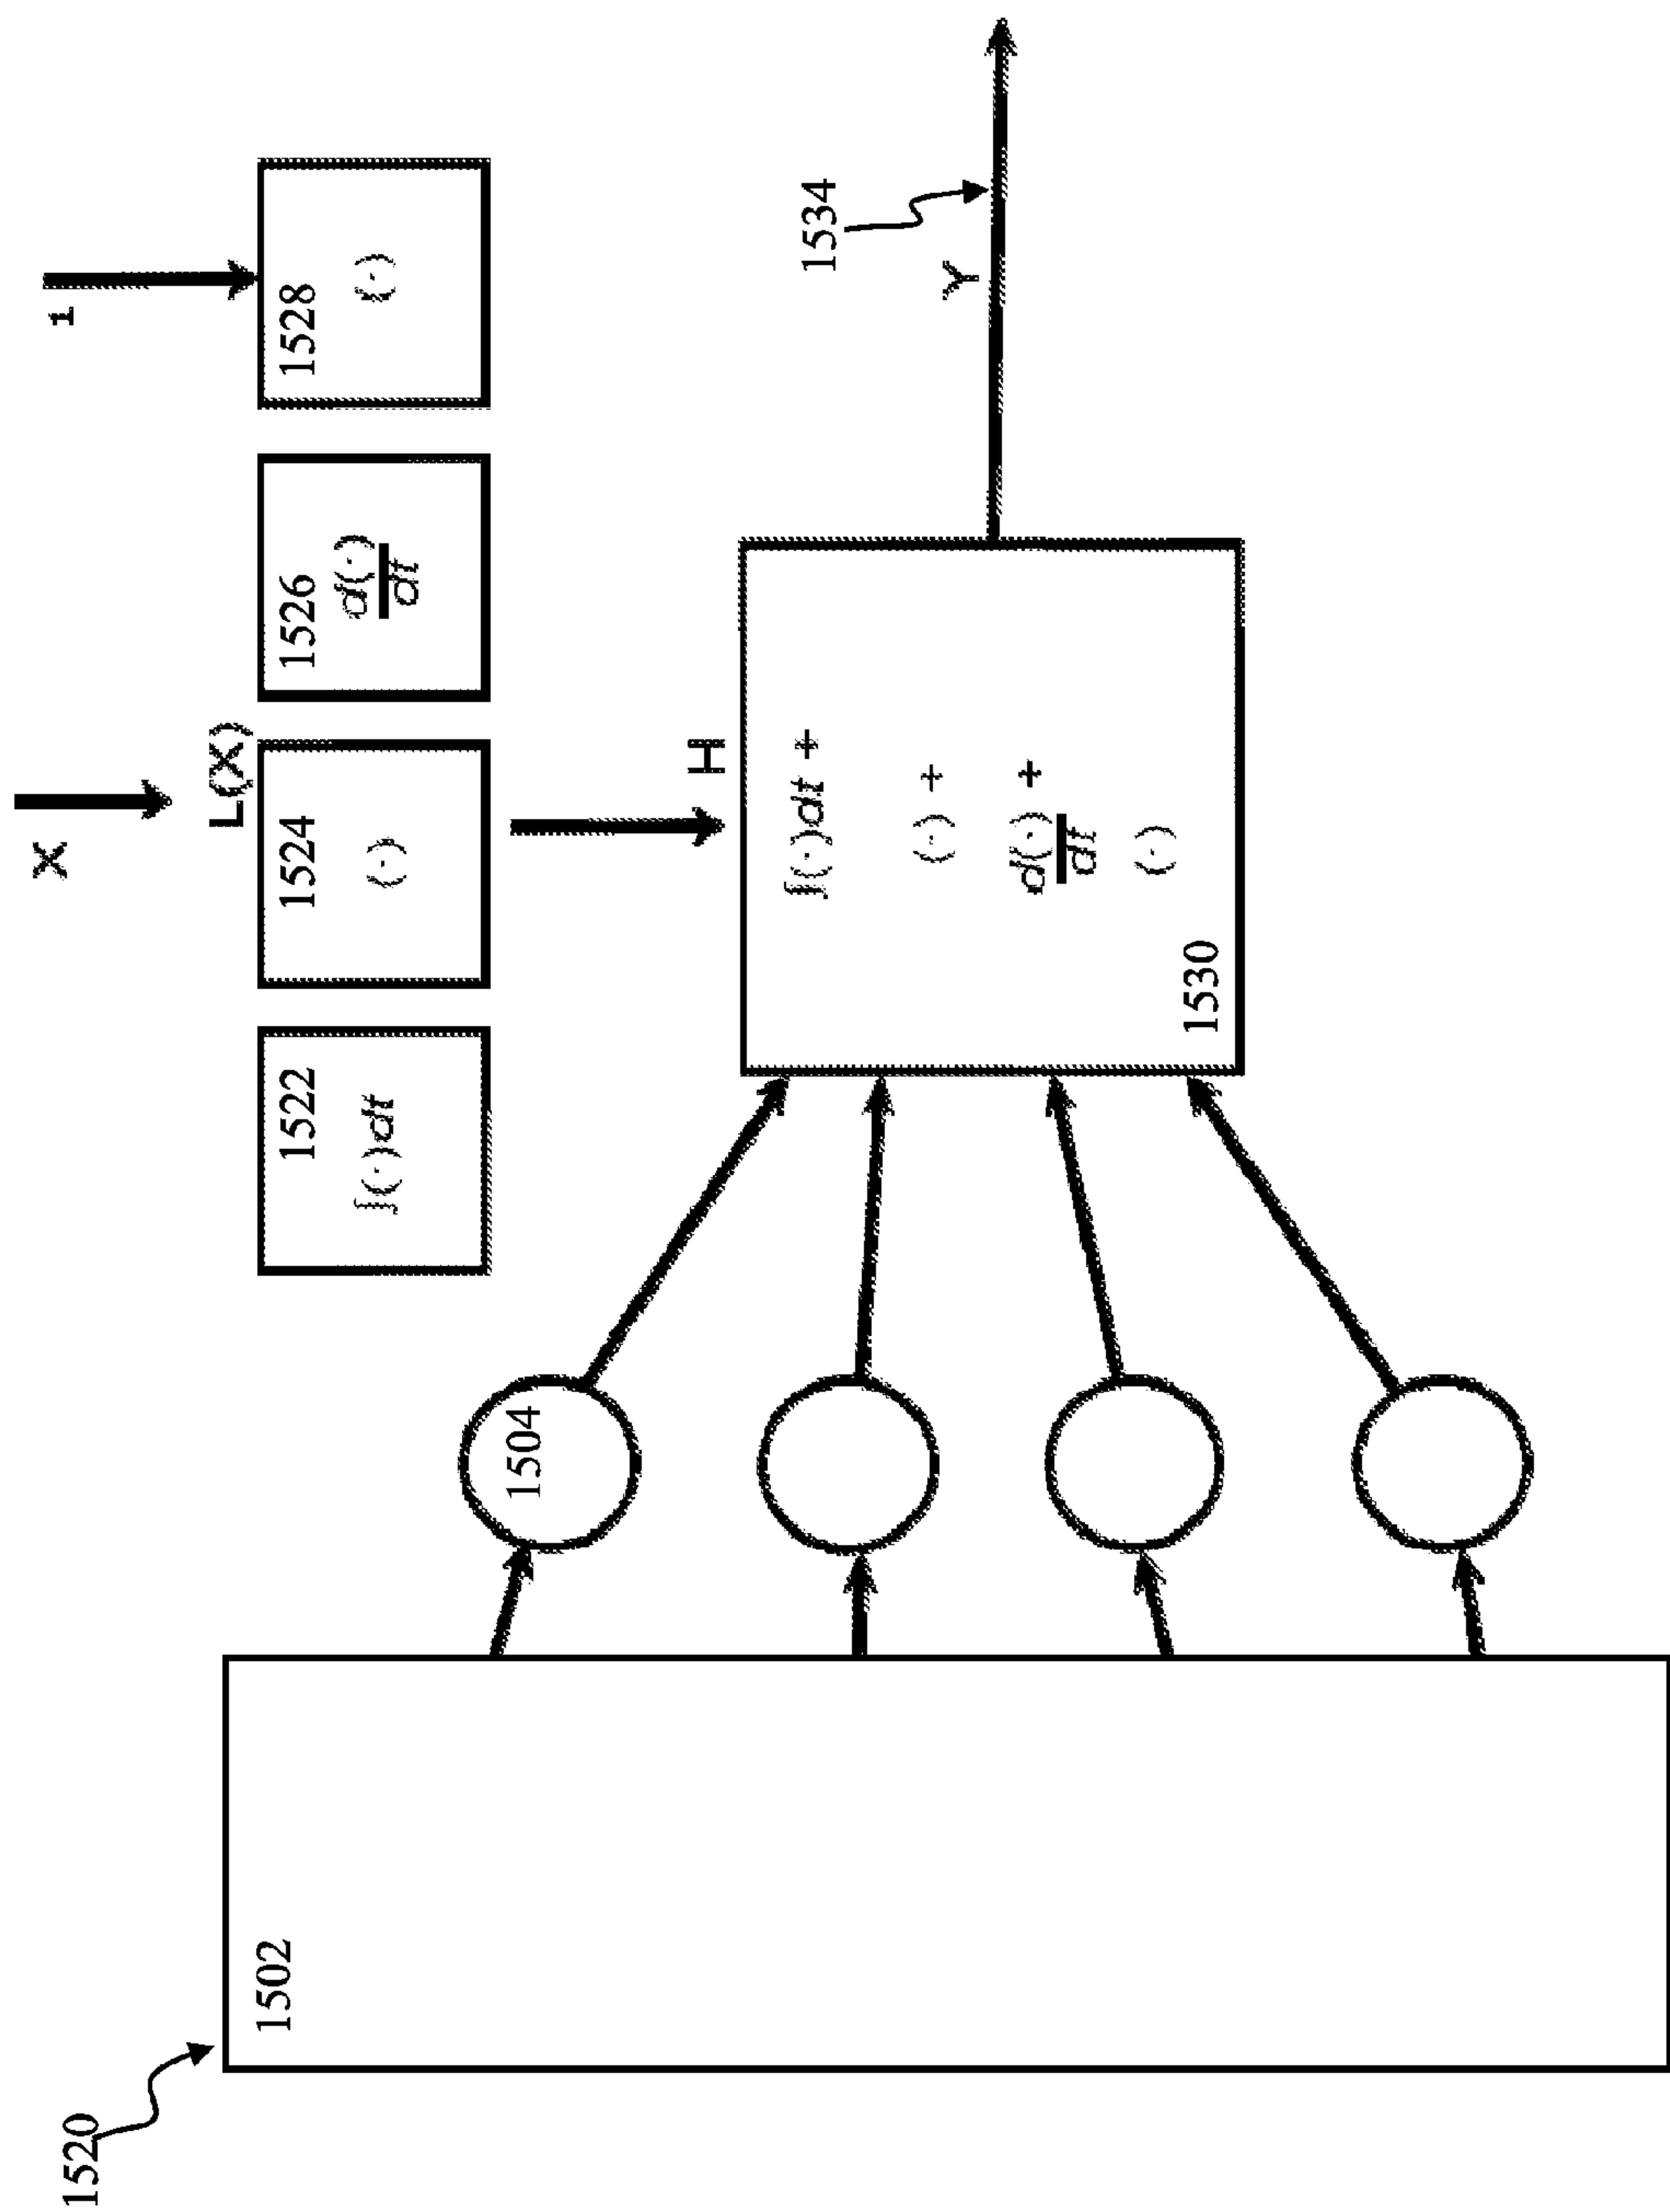 1520
X
1
L(X)
1502
1522
∫(·)dt
1524
(·)
1526
d(·)
dt
1528
(·)
1504
H
∫(·)dt +
(·) +
d(·) +
dt
(·)
1530
1534
Y